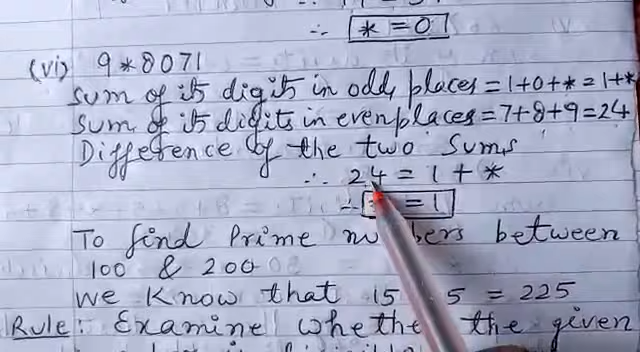 ∴ * = 0
(vi) 9*8071
Sum of its digits in odd places = 1+0+* = 1+*
Sum of its digits in even places = 7+8+9 = 24
Difference of the two sums
∴ 24 = 1 + *
∴ = 1
To find Prime numbers between
100 & 200
We know that 15 5 = 225
Rule: Examine whether the given